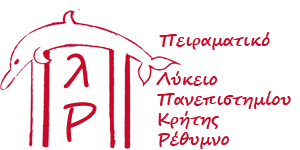 λ
Ρ
Πειραματικό
Λύκειο
Πανεπιστημίου
Κρήτης
Ρέθυμνο